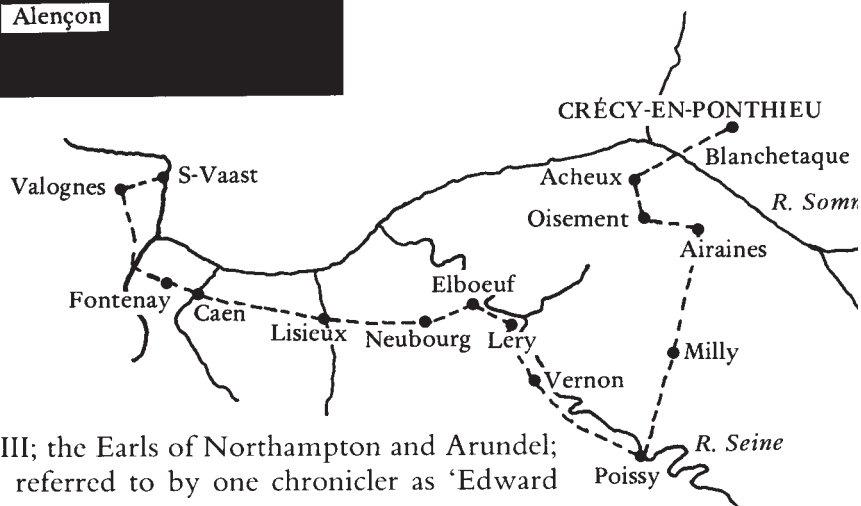 Alençon
CRÉCY-EN-PONTHIEU
Blanchetaque
S-Vaast
Valognes
Acheux
R. Somm
Oisement
Airaines
Elboeuf
Fontenay
Caen
Lisieux
Neubourg
Lery
Milly
Vernon
III; the Earls of Northampton and Arundel;
R. Seine
referred to by one chronicler as ‘Edward
Poissy